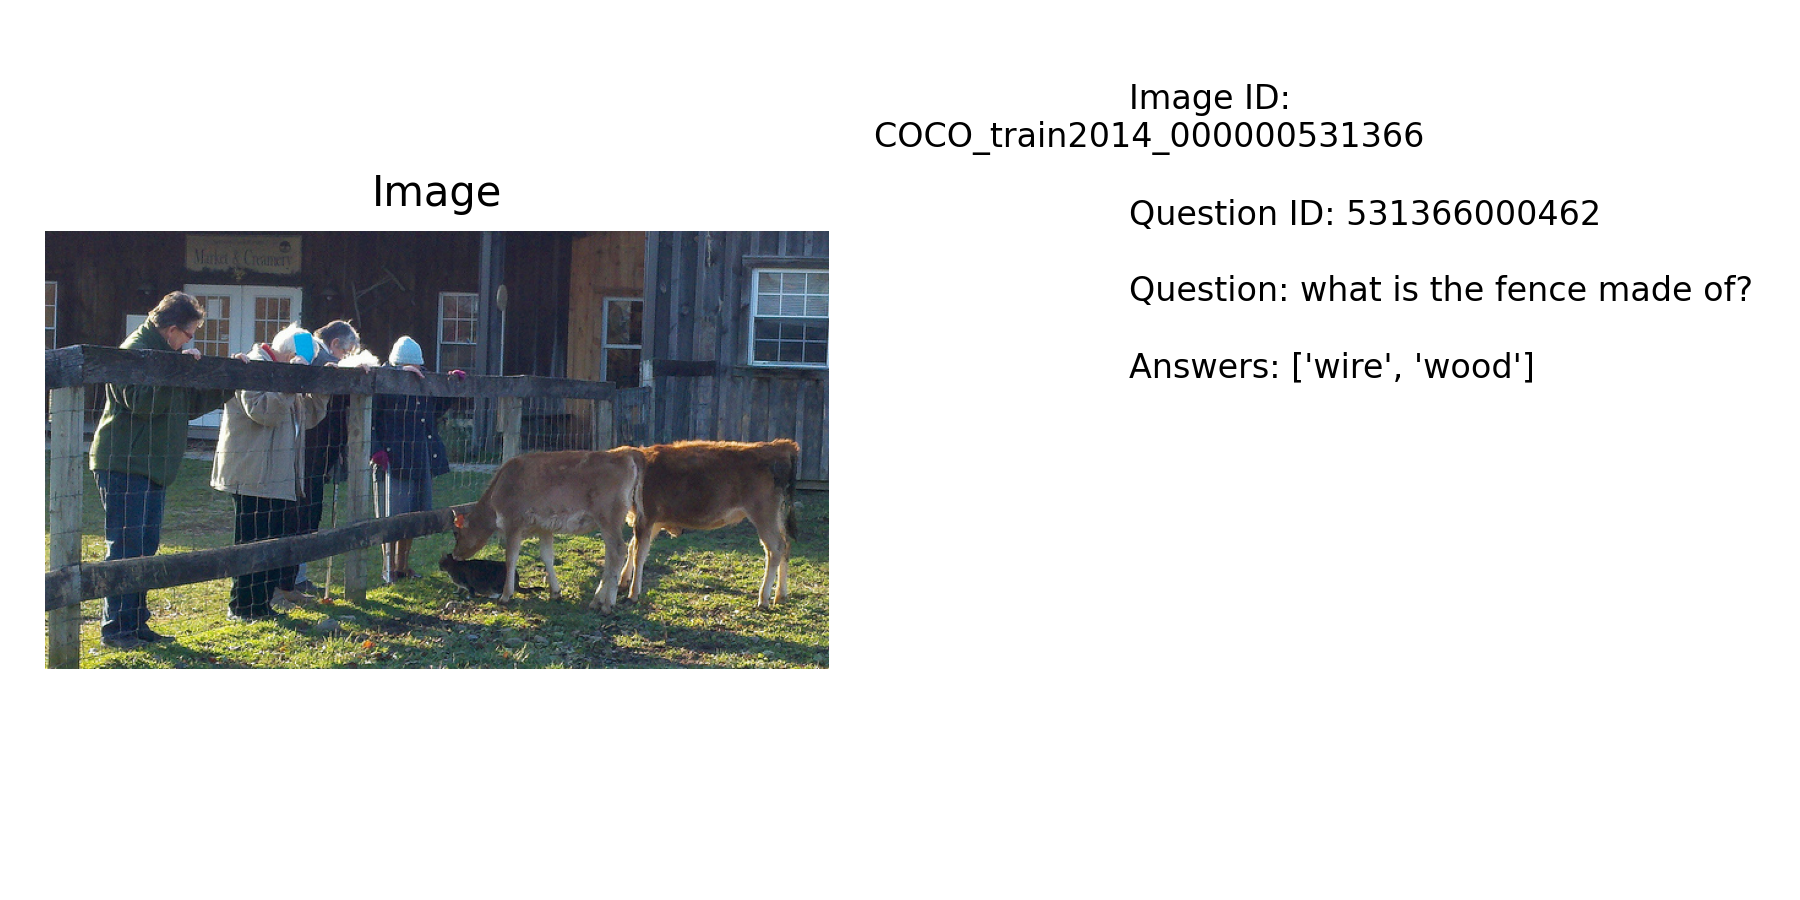 Image ID:
COCO_train2014_000000531366
Question ID: 531366000462
Question: what is the fence made of?
Answers: ['wire', 'wood']
Image
Market & Creamery